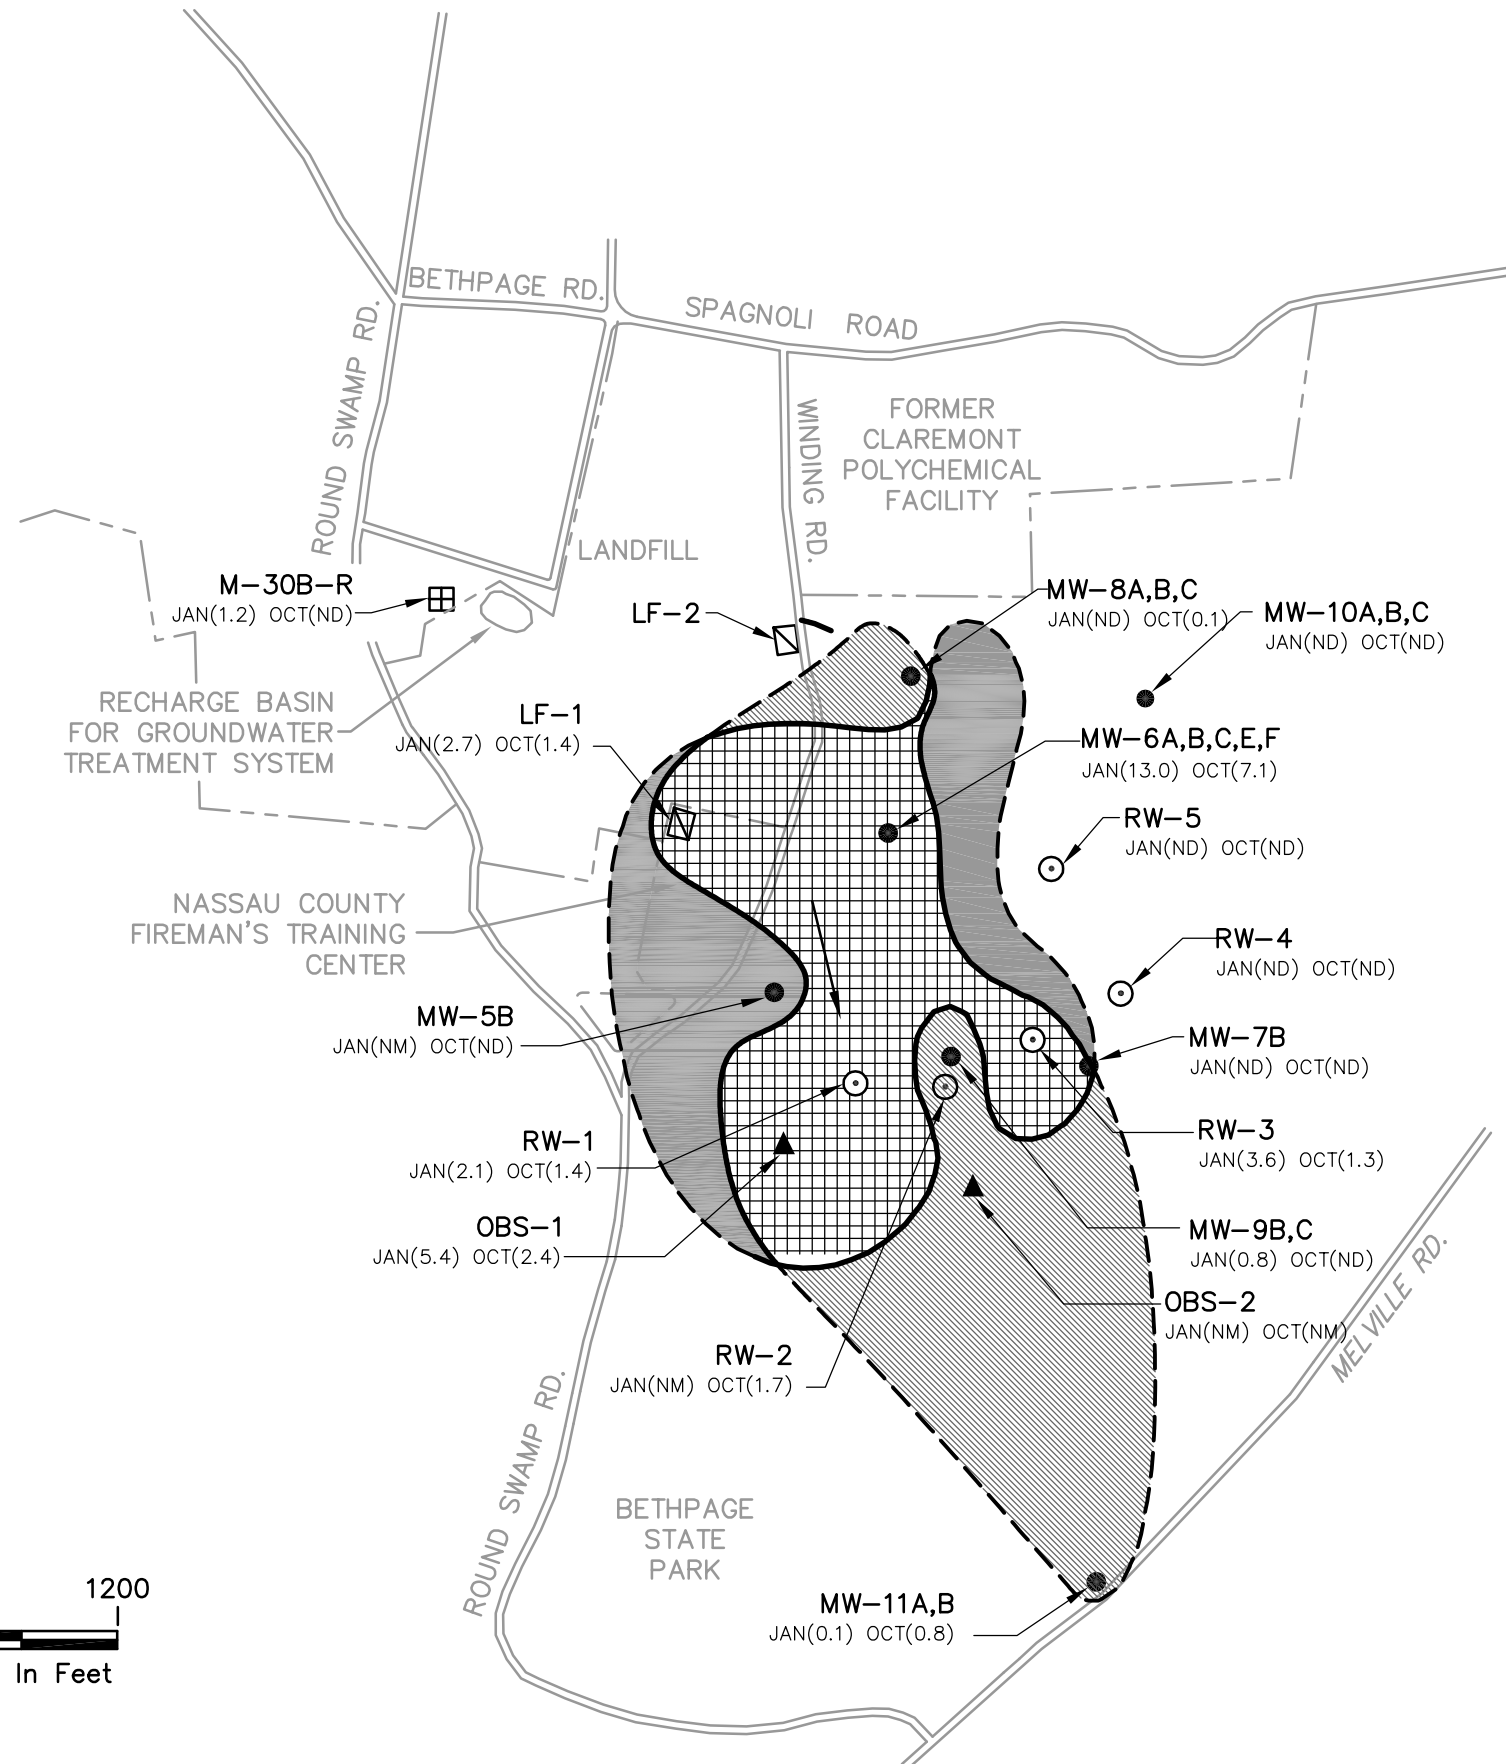 BETHPAGE RD.
SPAGNOLI ROAD
ROUND SWAMP RD.
WINDING RD.
FORMER
CLAREMONT
POLYCHEMICAL
FACILITY
LANDFILL
M-30B-R
JAN(1.2) OCT(ND)
LF-2
MW-8A,B,C
JAN(ND) OCT(0.1)
MW-10A,B,C
JAN(ND) OCT(ND)
RECHARGE BASIN
FOR GROUNDWATER
TREATMENT SYSTEM
LF-1
JAN(2.7) OCT(1.4)
MW-6A,B,C,E,F
JAN(13.0) OCT(7.1)
RW-5
JAN(ND) OCT(ND)
NASSAU COUNTY
FIREMAN'S TRAINING
CENTER
RW-4
JAN(ND) OCT(ND)
MW-5B
JAN(NM) OCT(ND)
MW-7B
JAN(ND) OCT(ND)
RW-1
JAN(2.1) OCT(1.4)
RW-3
JAN(3.6) OCT(1.3)
OBS-1
JAN(5.4) OCT(2.4)
MW-9B,C
JAN(0.8) OCT(ND)
OBS-2
JAN(NM) OCT(NM)
MELVILLE RD.
RW-2
JAN(NM) OCT(1.7)
ROUND SWAMP RD.
BETHPAGE
STATE
PARK
1200
In Feet
MW-11A,B
JAN(0.1) OCT(0.8)